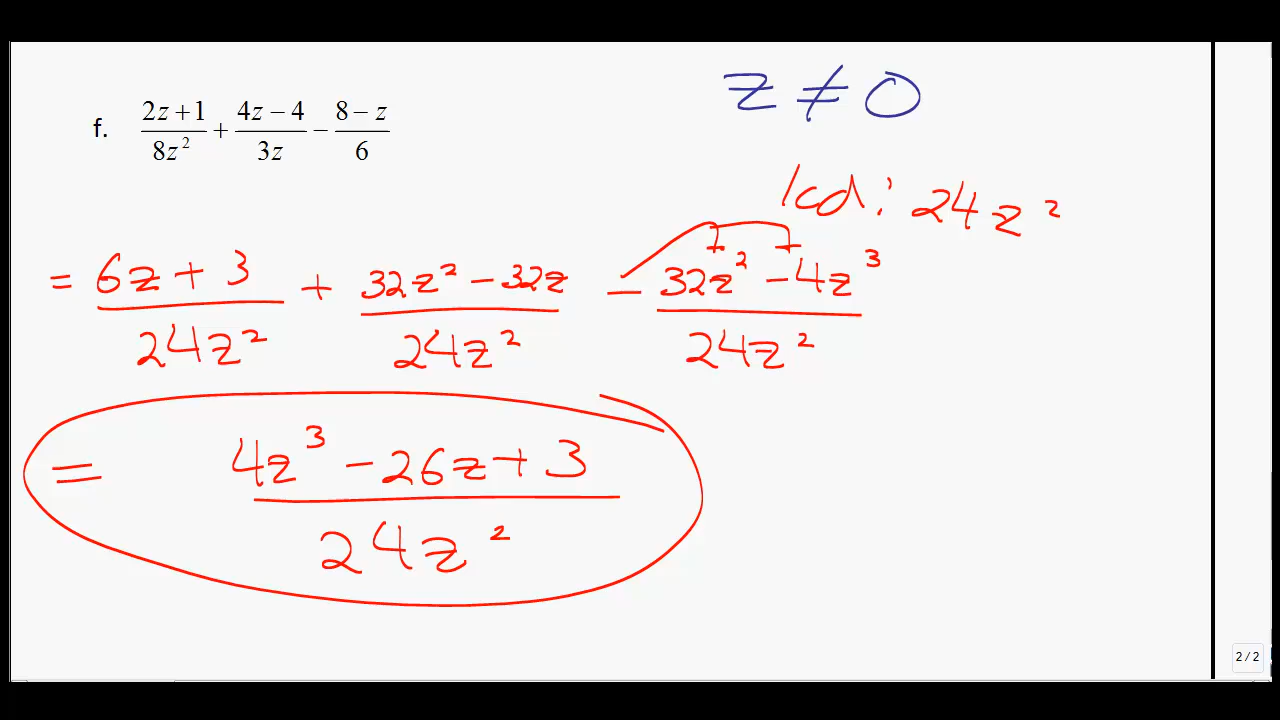 z ≠ 0
f. (2z + 1)/(8z²) + (4z − 4)/(3z) − (8 − z)/6
lcd: 24z²
= (6z + 3)/(24z²) + (32z² − 32z)/(24z²) − (32z² − 4z³)/(24z²)
+ +
= (4z³ − 26z + 3)/(24z²)
2 / 2